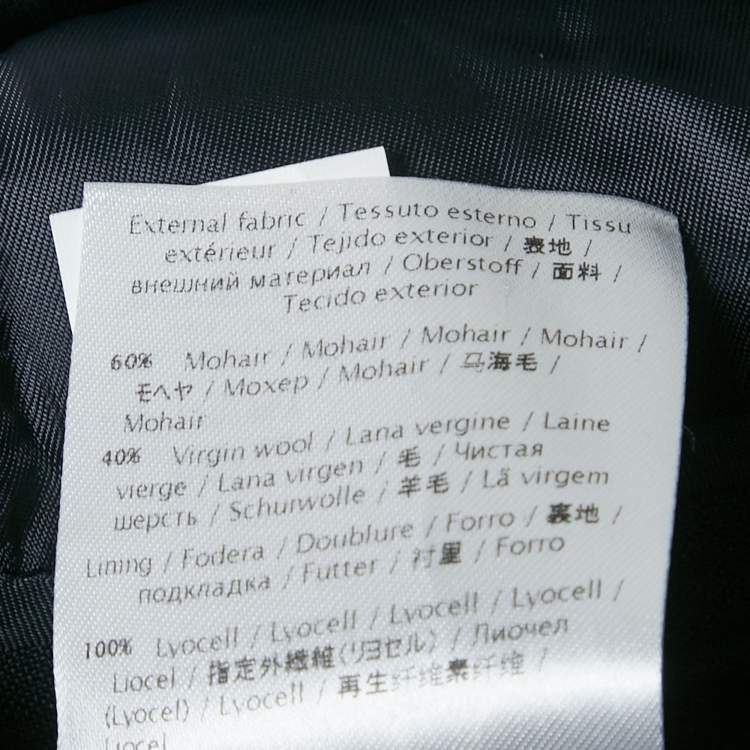 External fabric / Tessuto esterno / Tissu
extérieur / Tejido exterior / 表地 /
внешний материал / Oberstoff / 面料 /
Tecido exterior
60% Mohair / Mohair / Mohair / Mohair /
モヘヤ / Мохер / Mohair / 马海毛 /
Mohair
40% Virgin wool / Lana vergine / Laine
vierge / Lana virgen / 毛 / Чистая
шерсть / Schurwolle / 羊毛 / Lã virgem
Lining / Fodera / Doublure / Forro / 裏地 /
подкладка / Futter / 衬里 / Forro
100% Lyocell / Lyocell / Lyocell / Lyocell /
Liocel / 指定外繊維(リヨセル) / Лиочел
(Lyocel) / Lyocell / 再生纤维素纤维 /
Liocel